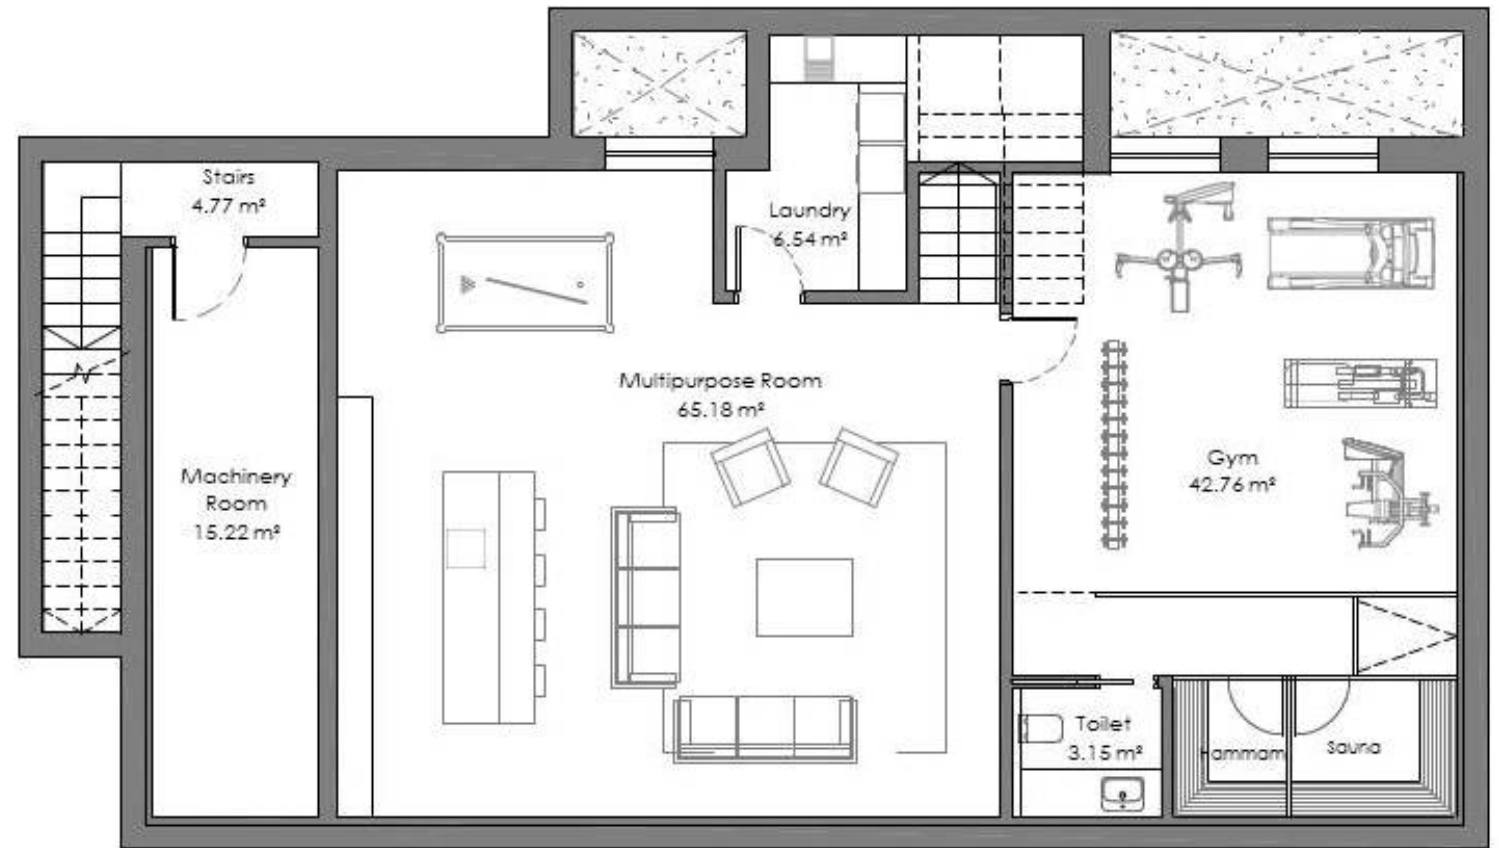 Stairs
4.77 m²
Laundry
6.54 m²
Multipurpose Room
65.18 m²
Machinery
Room
15.22 m²
Gym
42.76 m²
Toilet
3.15 m²
Hammam
Sauna